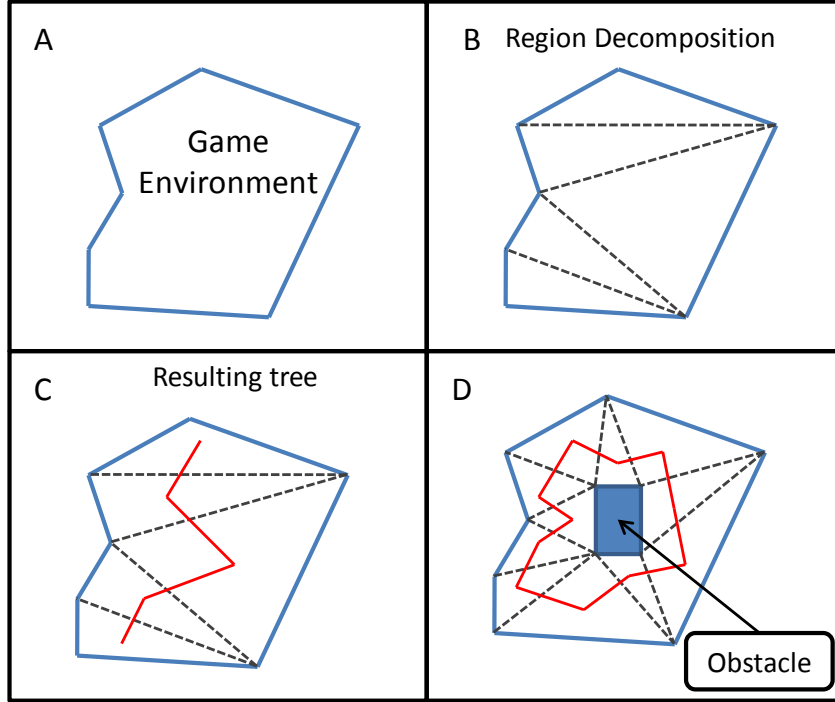 A
Game
Environment
B
Region Decomposition
C
Resulting tree
D
Obstacle